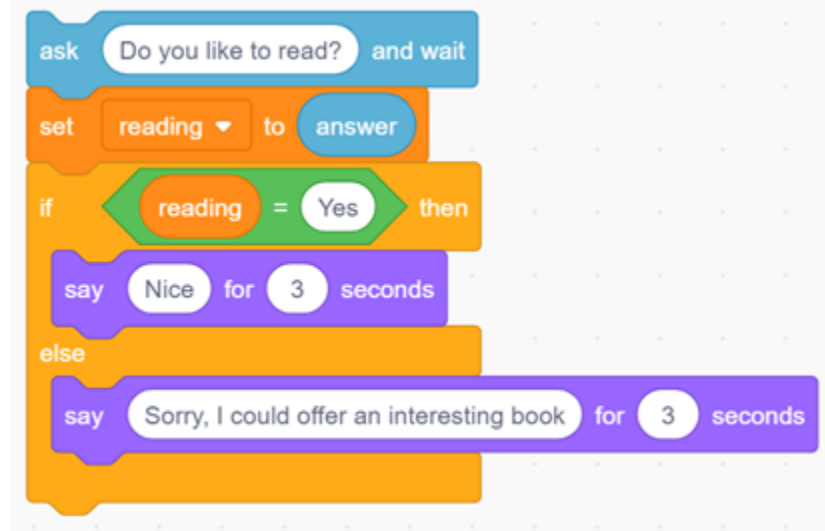 ask Do you like to read? and wait
set reading to answer
if reading = Yes then
say Nice for 3 seconds
else
say Sorry, I could offer an interesting book for 3 seconds